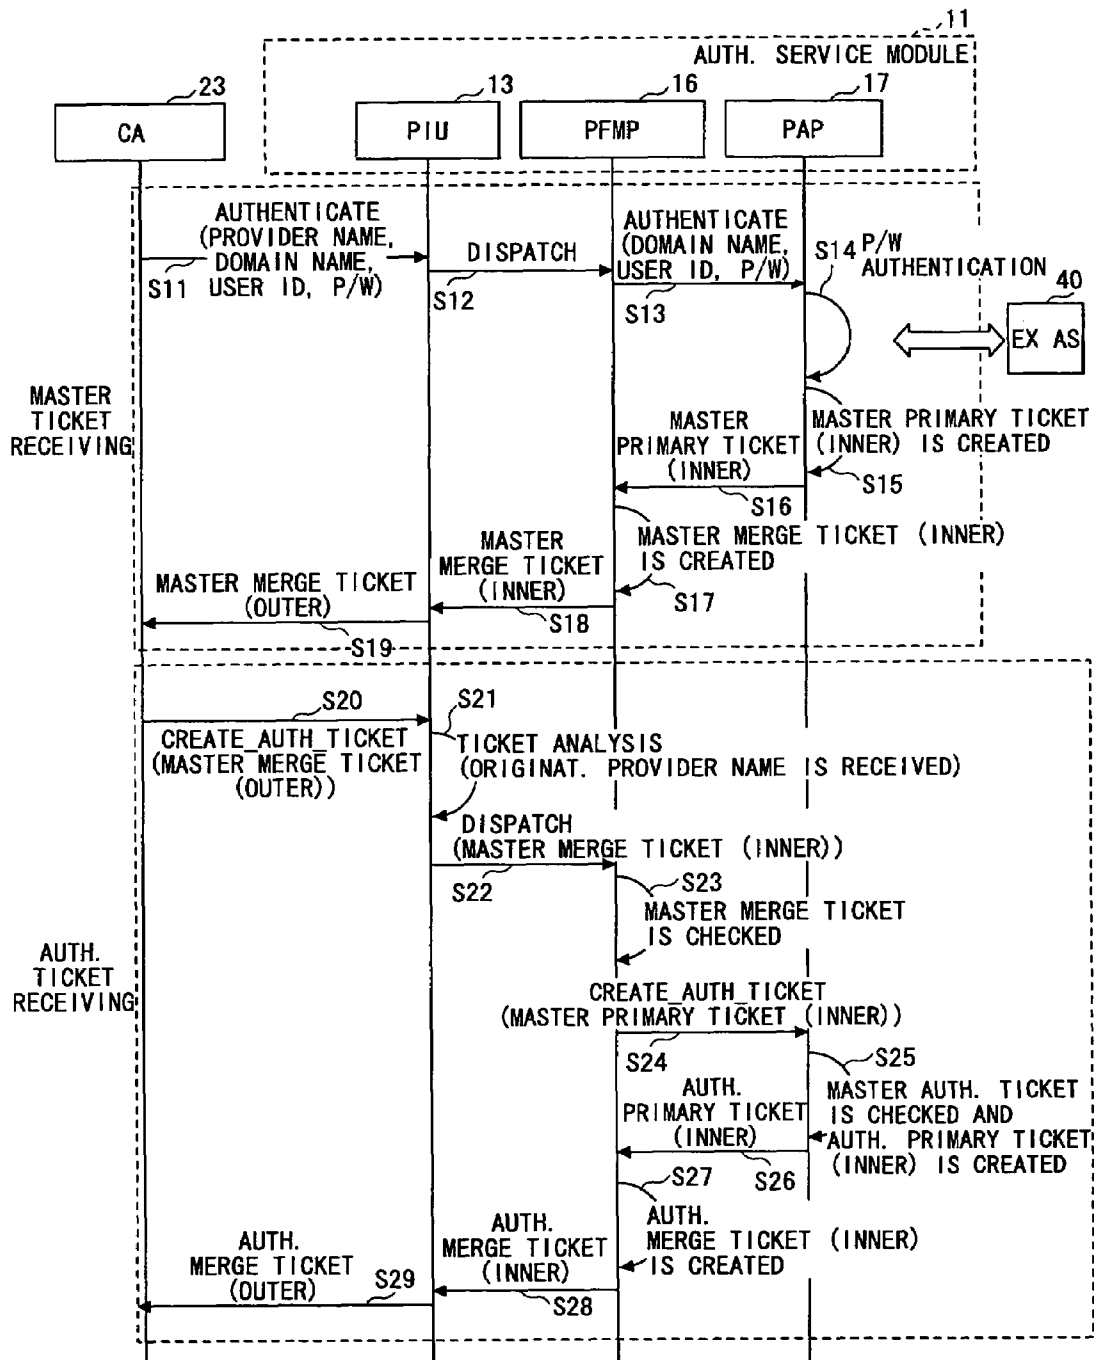 11
AUTH. SERVICE MODULE
23
13
16
17
CA
PIU
PFMP
PAP
AUTHENTICATE
(PROVIDER NAME,
DOMAIN NAME,
USER ID, P/W)
S11
DISPATCH
S12
AUTHENTICATE
(DOMAIN NAME,
USER ID, P/W)
S13
S14
P/W
AUTHENTICATION
40
EX AS
MASTER
TICKET
RECEIVING
MASTER PRIMARY TICKET
(INNER) IS CREATED
S15
MASTER
PRIMARY TICKET
(INNER)
S16
MASTER MERGE TICKET (INNER)
IS CREATED
S17
MASTER
MERGE TICKET
(INNER)
S18
MASTER MERGE TICKET
(OUTER)
S19
S20
CREATE_AUTH_TICKET
(MASTER MERGE TICKET
(OUTER))
S21
TICKET ANALYSIS
(ORIGINAT. PROVIDER NAME IS RECEIVED)
DISPATCH
(MASTER MERGE TICKET (INNER))
S22
S23
MASTER MERGE TICKET
IS CHECKED
AUTH.
TICKET
RECEIVING
CREATE_AUTH_TICKET
(MASTER PRIMARY TICKET (INNER))
S24
S25
MASTER AUTH. TICKET
IS CHECKED AND
AUTH. PRIMARY TICKET
(INNER) IS CREATED
AUTH.
PRIMARY TICKET
(INNER)
S26
S27
AUTH.
MERGE TICKET (INNER)
IS CREATED
AUTH.
MERGE TICKET
(INNER)
S28
AUTH.
MERGE TICKET
(OUTER)
S29